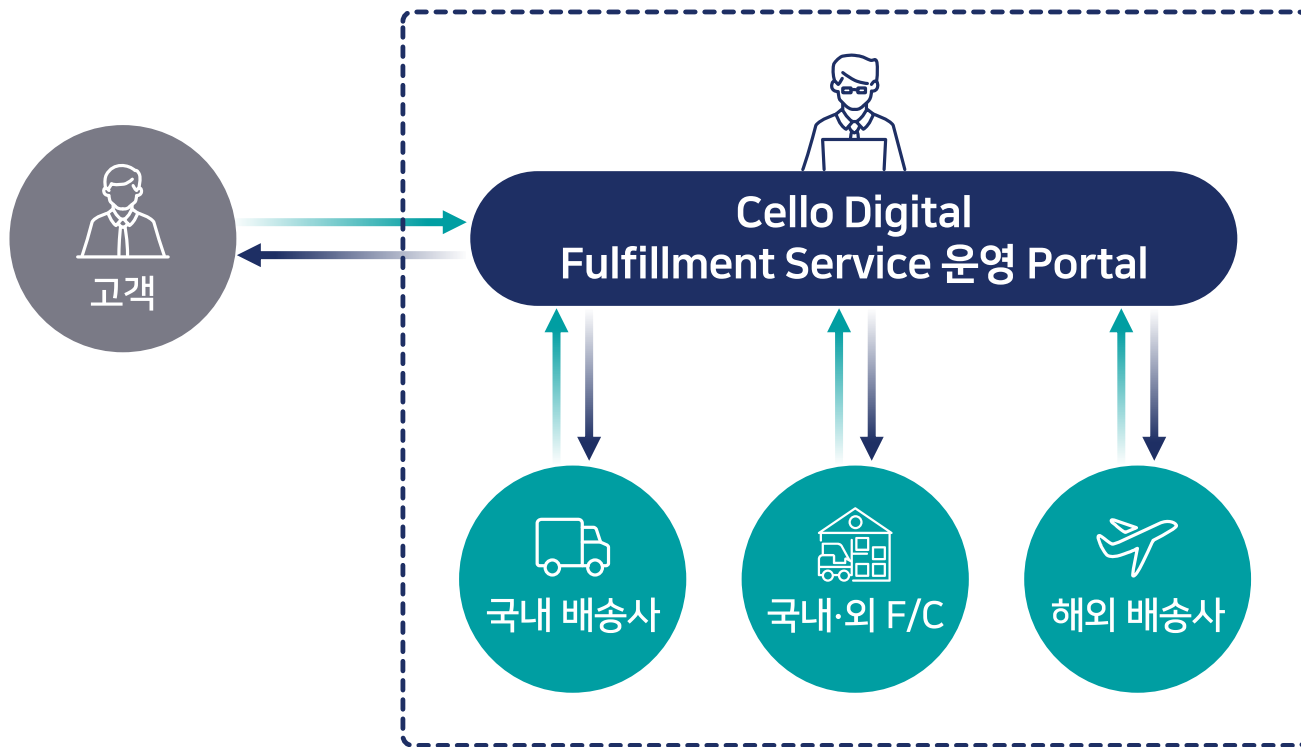 Cello Digital
Fulfillment Service 운영 Portal
고객
국내 배송사
국내·외 F/C
해외 배송사